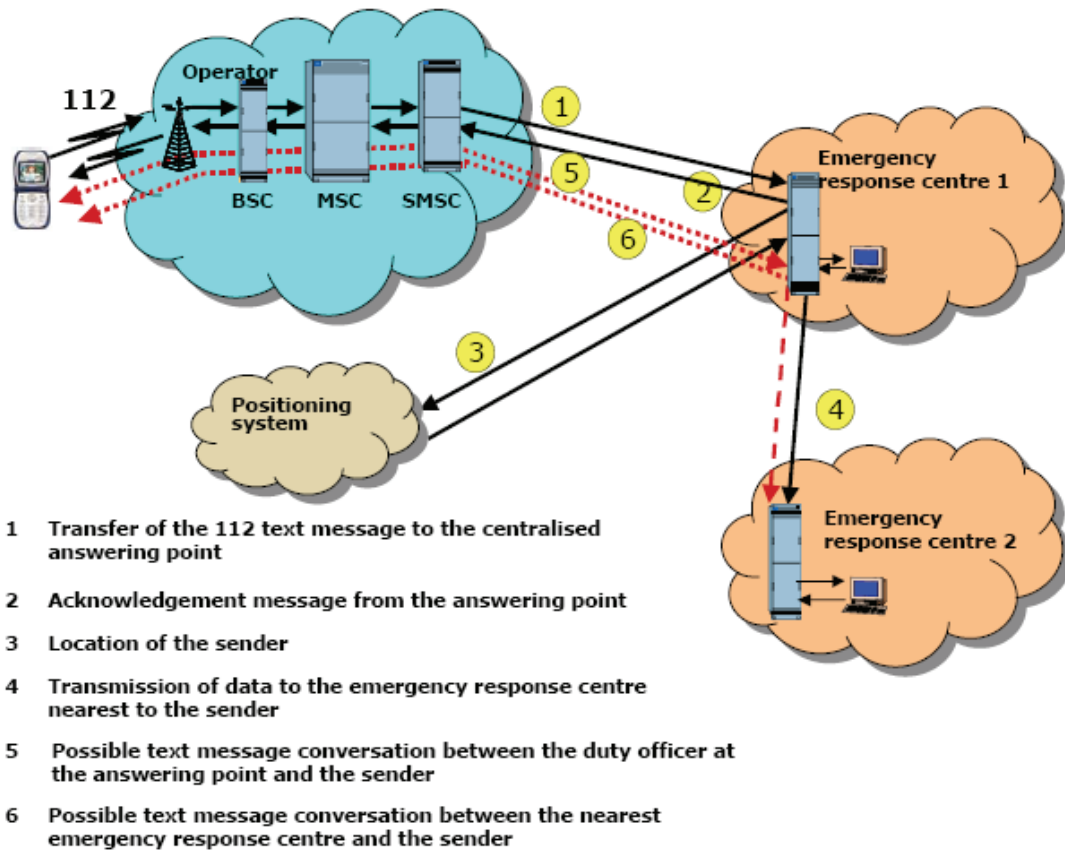 Operator
112
BSC
MSC
SMSC
1
5
2
6
Emergency
response centre 1
3
Positioning
system
4
Emergency
response centre 2
1 Transfer of the 112 text message to the centralised
answering point
2 Acknowledgement message from the answering point
3 Location of the sender
4 Transmission of data to the emergency response centre
nearest to the sender
5 Possible text message conversation between the duty officer at
the answering point and the sender
6 Possible text message conversation between the nearest
emergency response centre and the sender